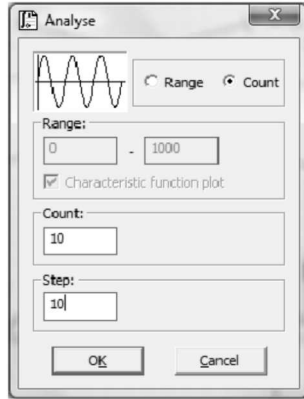 Analyse
Range Count
Range:
0 - 1000
Characteristic function plot
Count:
10
Step:
10
OK Cancel